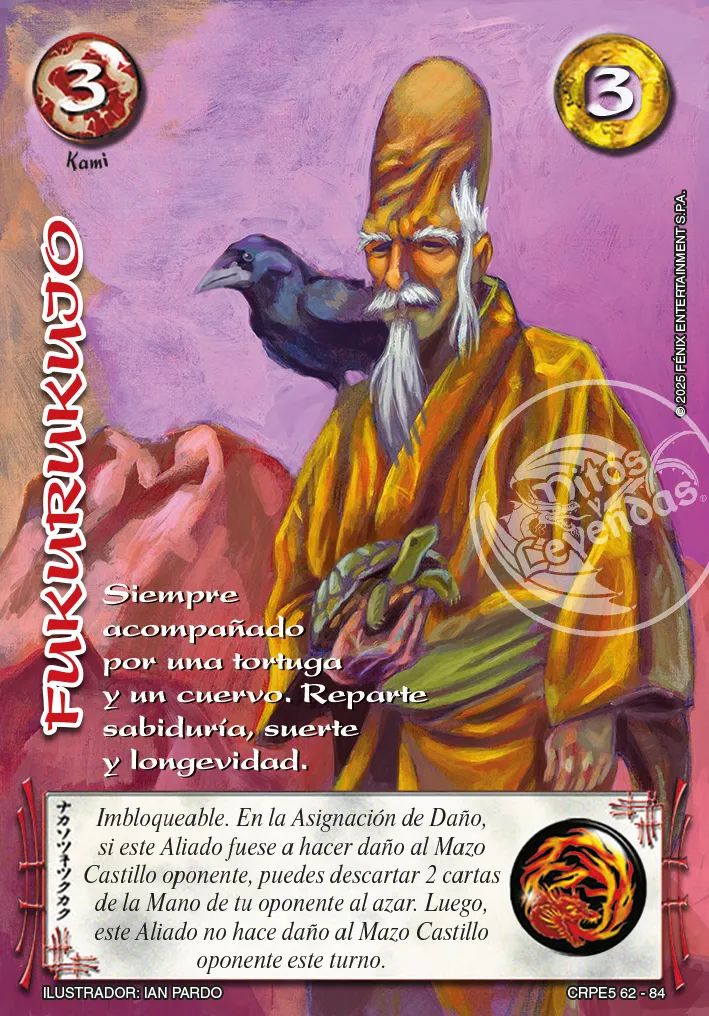 3
3
Kami
FUKURUKUJO
© 2025 FÉNIX ENTERTAINMENT S.P.A.
Mitos
y
Leyendas
Siempre
acompañado
por una tortuga
y un cuervo. Reparte
sabiduría, suerte
y longevidad.
Imbloqueable. En la Asignación de Daño,
si este Aliado fuese a hacer daño al Mazo
Castillo oponente, puedes descartar 2 cartas
de la Mano de tu oponente al azar. Luego,
este Aliado no hace daño al Mazo Castillo
oponente este turno.
ILUSTRADOR: IAN PARDO
CRPE5 62 - 84